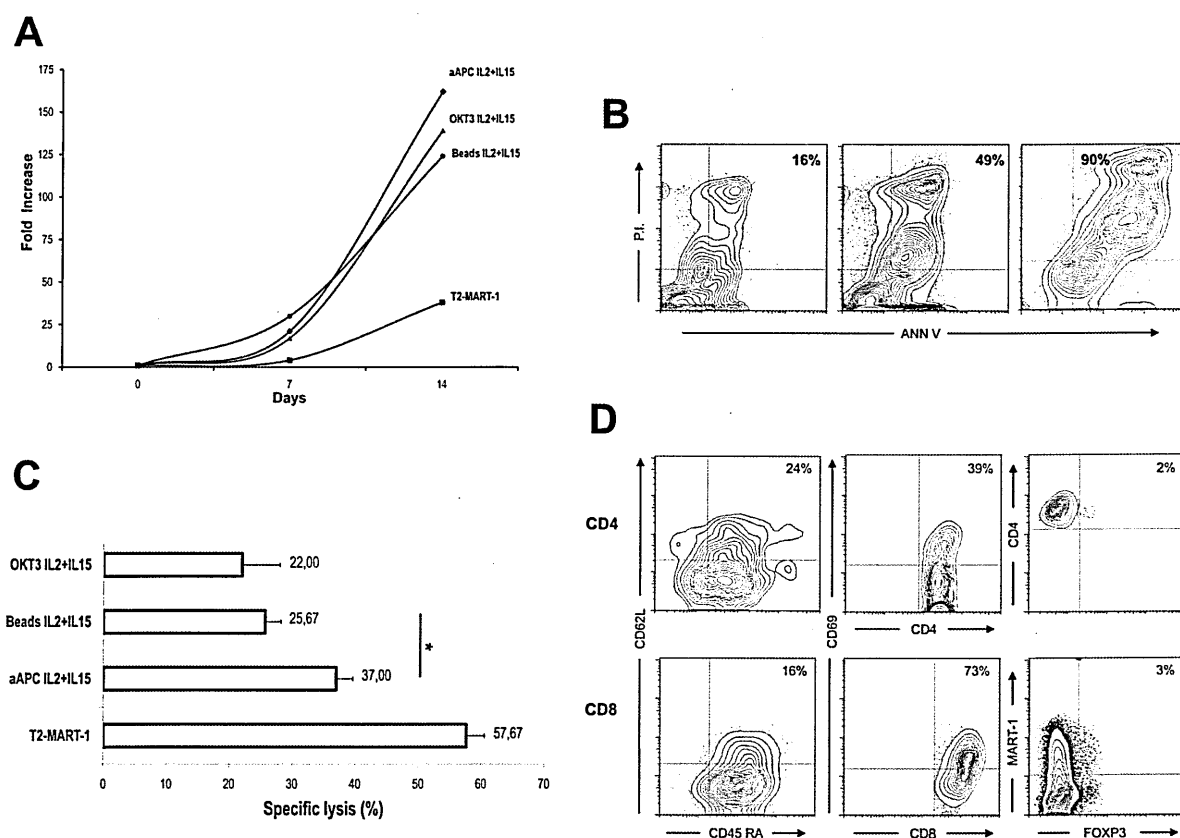 A
175
150
125
100
75
50
25
0
Fold Increase
0
7
14
Days
aAPC IL2+IL15
OKT3 IL2+IL15
Beads IL2+IL15
T2-MART-1
B
16%
49%
90%
P.I.
ANN V
C
OKT3 IL2+IL15
22,00
Beads IL2+IL15
25,67
*
aAPC IL2+IL15
37,00
T2-MART-1
57,67
0
10
20
30
40
50
60
70
Specific lysis (%)
D
CD4
24%
39%
2%
CD4
CD62L
CD69
CD4
CD8
16%
73%
3%
MART-1
CD45 RA
CD8
FOXP3